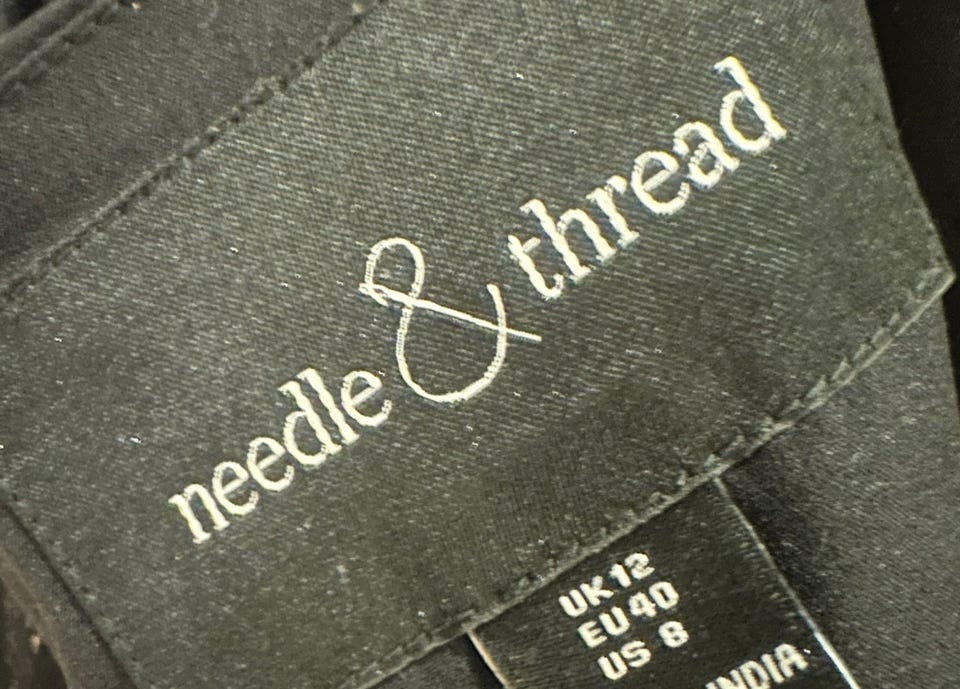 needle & thread
UK 12
EU 40
US 8
INDIA